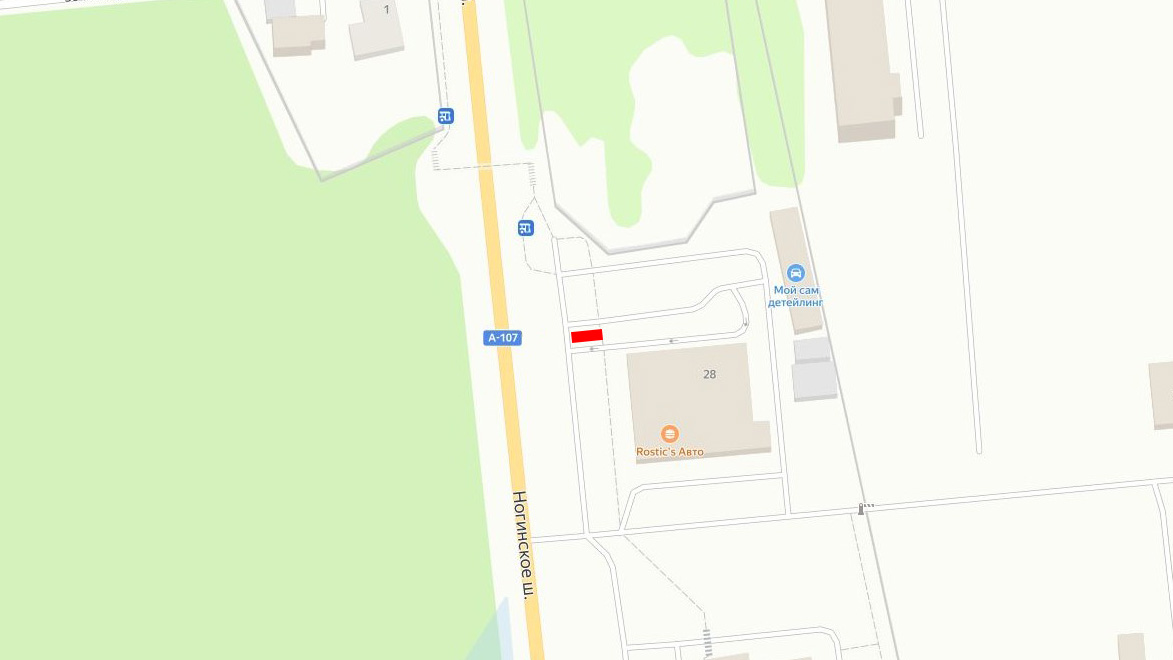 1
Мой сам
детейлинг
А-107
28
Rostic's Авто
Ногинское ш.